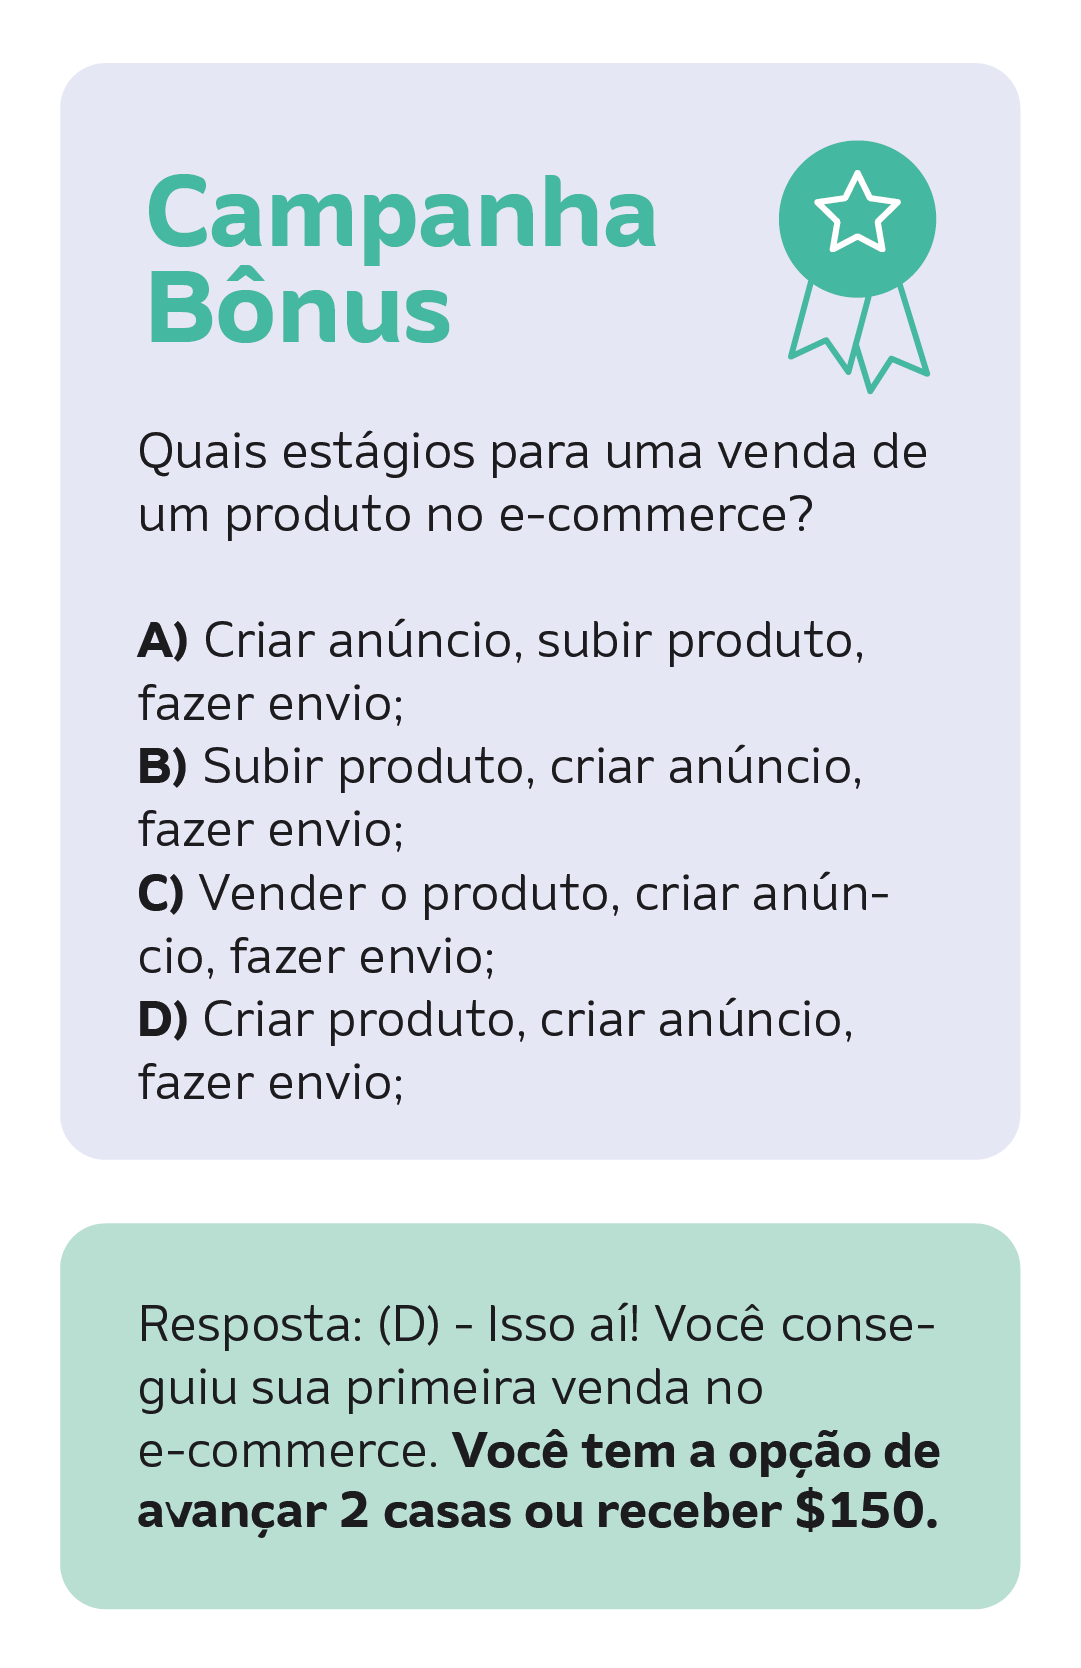 Campanha
Bônus
Quais estágios para uma venda de
um produto no e-commerce?
A) Criar anúncio, subir produto,
fazer envio;
B) Subir produto, criar anúncio,
fazer envio;
C) Vender o produto, criar anún-
cio, fazer envio;
D) Criar produto, criar anúncio,
fazer envio;
Resposta: (D) - Isso aí! Você conse-
guiu sua primeira venda no
e-commerce. Você tem a opção de
avançar 2 casas ou receber $150.